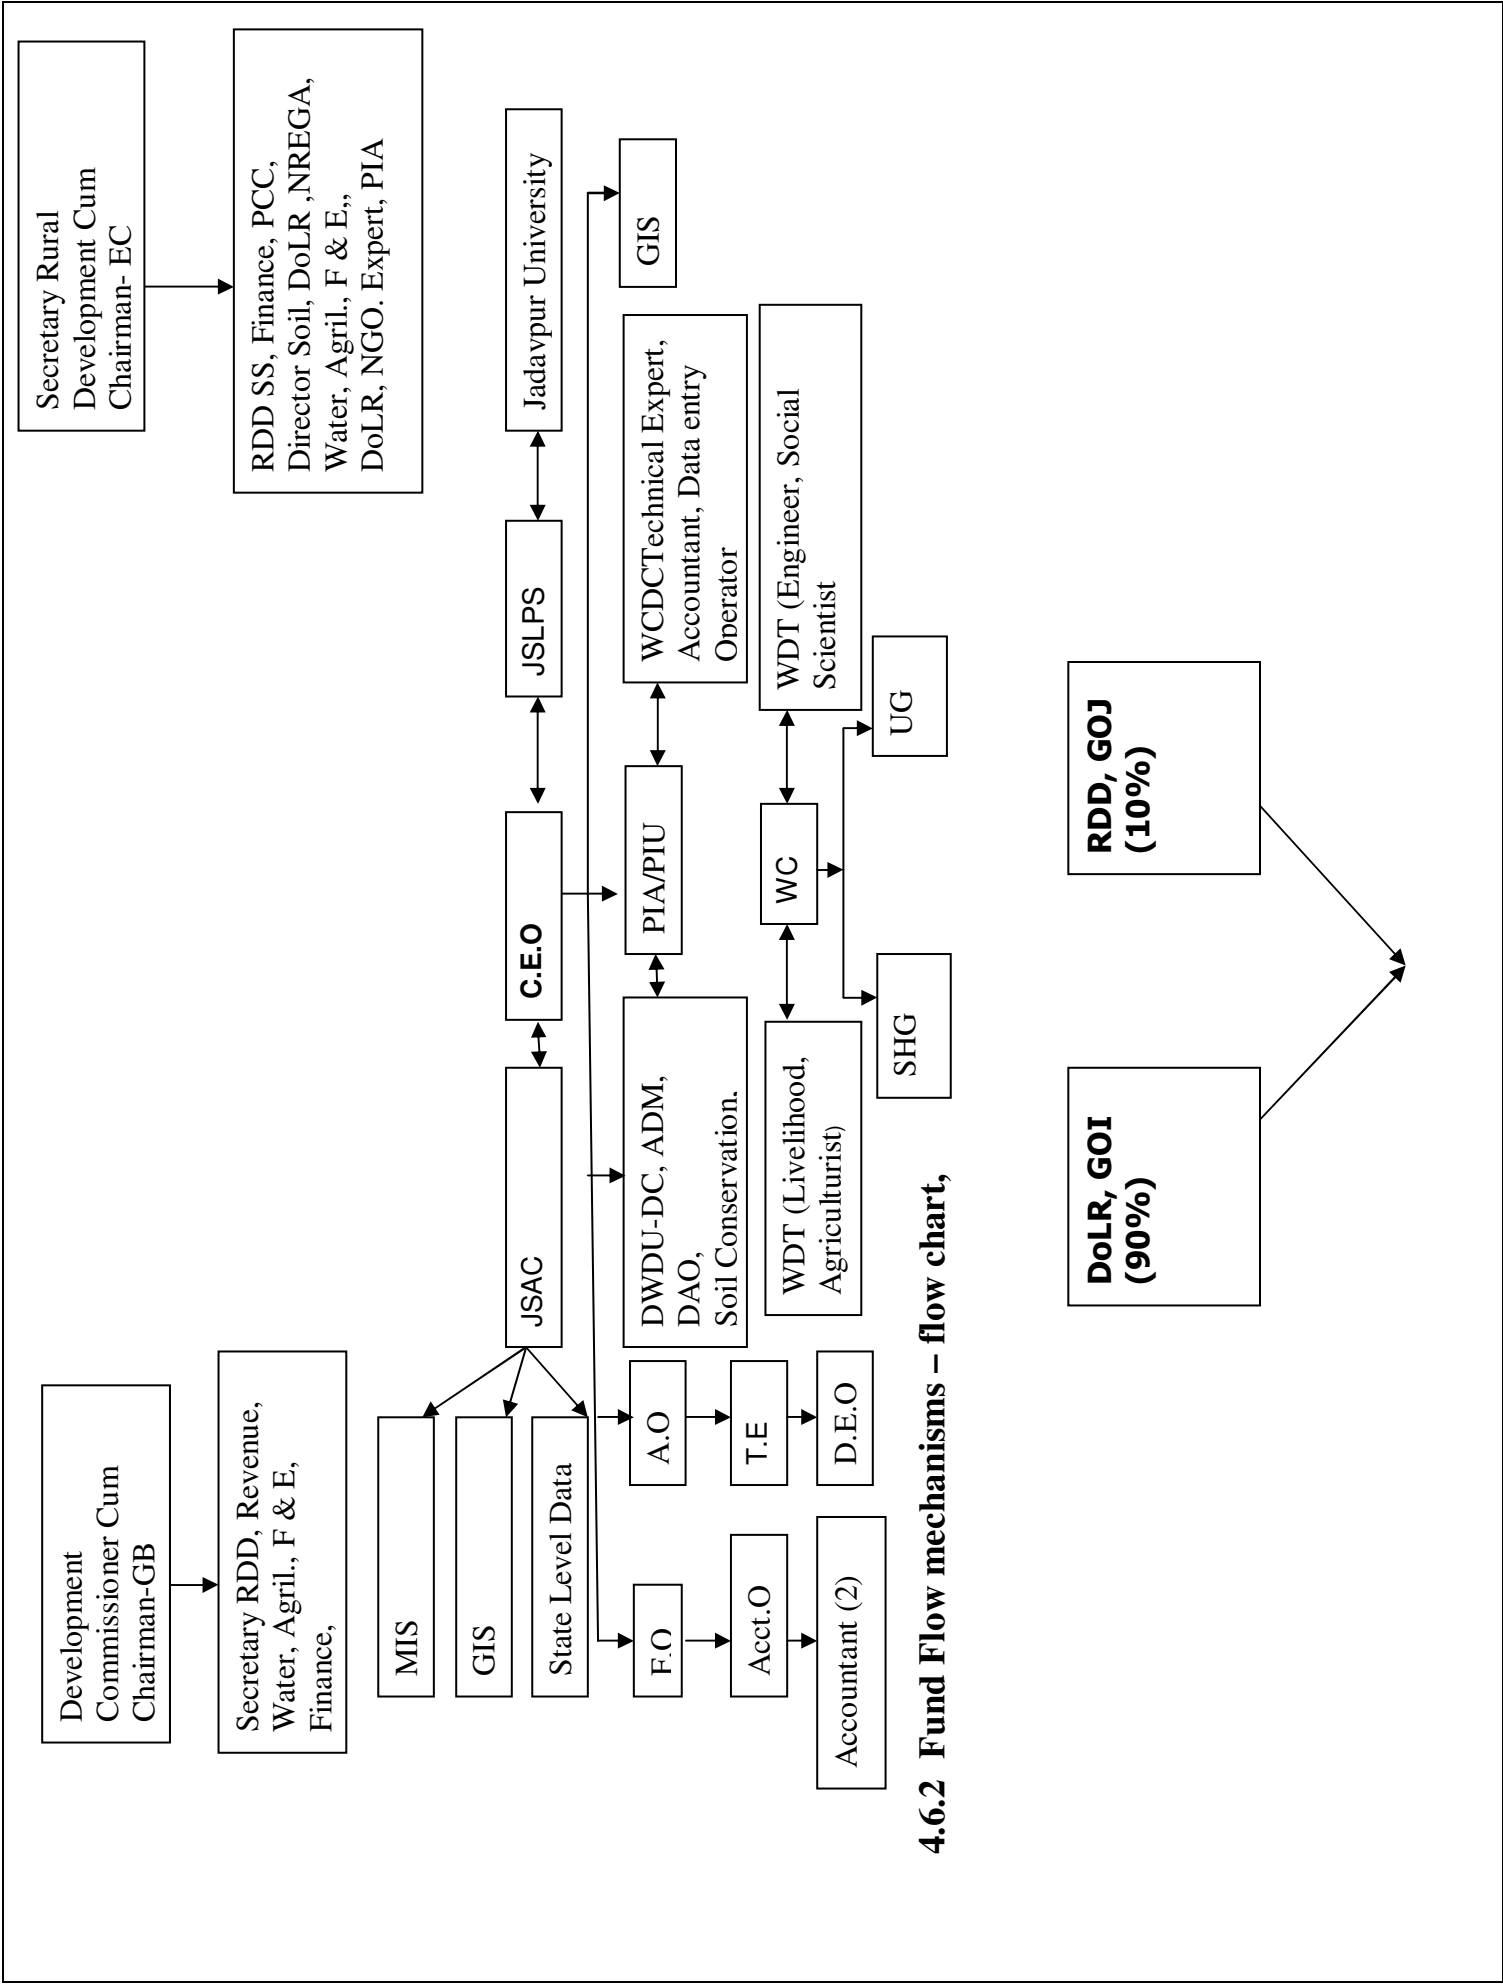 Development
Commissioner Cum
Chairman-GB
Secretary Rural
Development Cum
Chairman- EC
Secretary RDD, Revenue,
Water, Agril., F & E,
Finance,
RDD SS, Finance, PCC,
Director Soil, DoLR ,NREGA,
Water, Agril., F & E,,
DoLR, NGO. Expert, PIA
MIS
GIS
State Level Data
JSAC
C.E.O
JSLPS
Jadavpur University
F.O
A.O
DWDU-DC, ADM,
DAO,
Soil Conservation.
PIA/PIU
WCDCTechnical Expert,
Accountant, Data entry
Operator
GIS
Acct.O
T.E
WDT (Livelihood,
Agriculturist)
WC
WDT (Engineer, Social
Scientist
Accountant (2)
D.E.O
SHG
UG
4.6.2 Fund Flow mechanisms – flow chart,
DoLR, GOI
(90%)
RDD, GOJ
(10%)